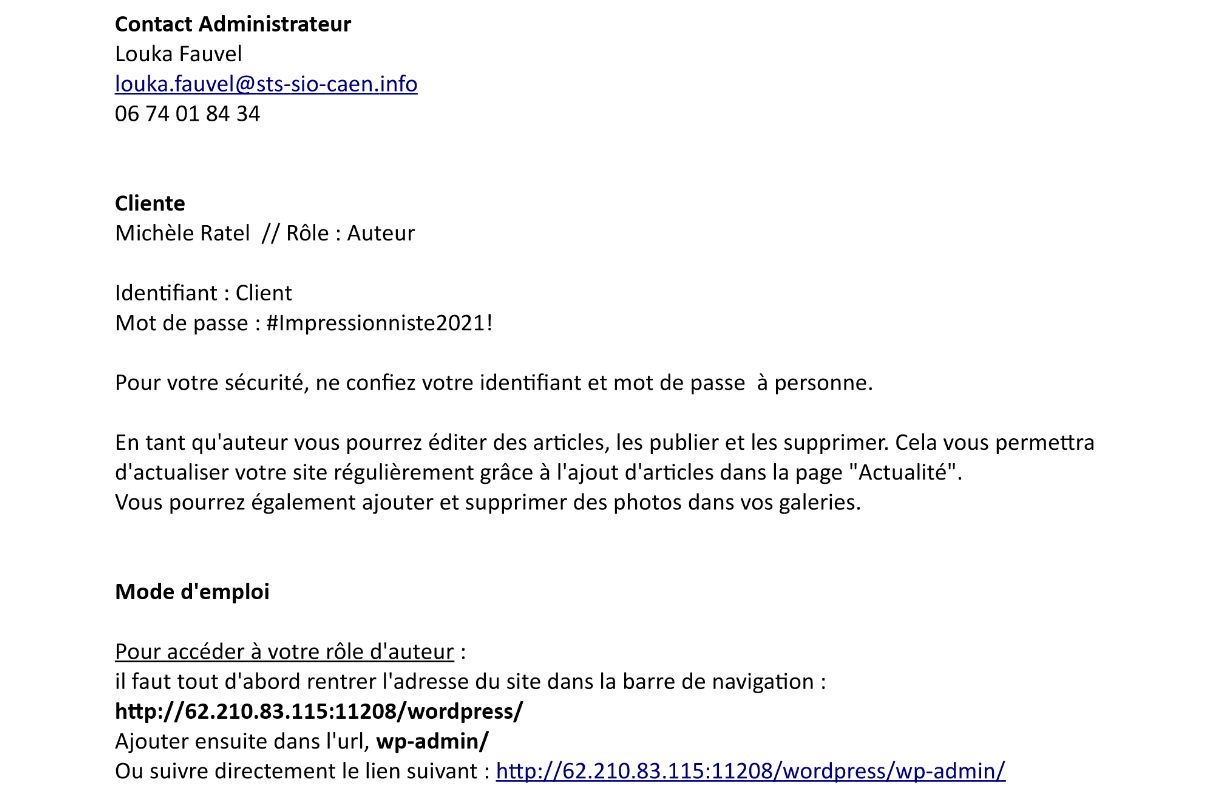 Contact Administrateur
Louka Fauvel
louka.fauvel@sts-sio-caen.info
06 74 01 84 34
Cliente
Michèle Ratel  // Rôle : Auteur
Identifiant : Client
Mot de passe : #Impressionniste2021!
Pour votre sécurité, ne confiez votre identifiant et mot de passe  à personne.
En tant qu'auteur vous pourrez éditer des articles, les publier et les supprimer. Cela vous permettra
d'actualiser votre site régulièrement grâce à l'ajout d'articles dans la page "Actualité".
Vous pourrez également ajouter et supprimer des photos dans vos galeries.
Mode d'emploi
Pour accéder à votre rôle d'auteur :
il faut tout d'abord rentrer l'adresse du site dans la barre de navigation :
http://62.210.83.115:11208/wordpress/
Ajouter ensuite dans l'url, wp-admin/
Ou suivre directement le lien suivant : http://62.210.83.115:11208/wordpress/wp-admin/